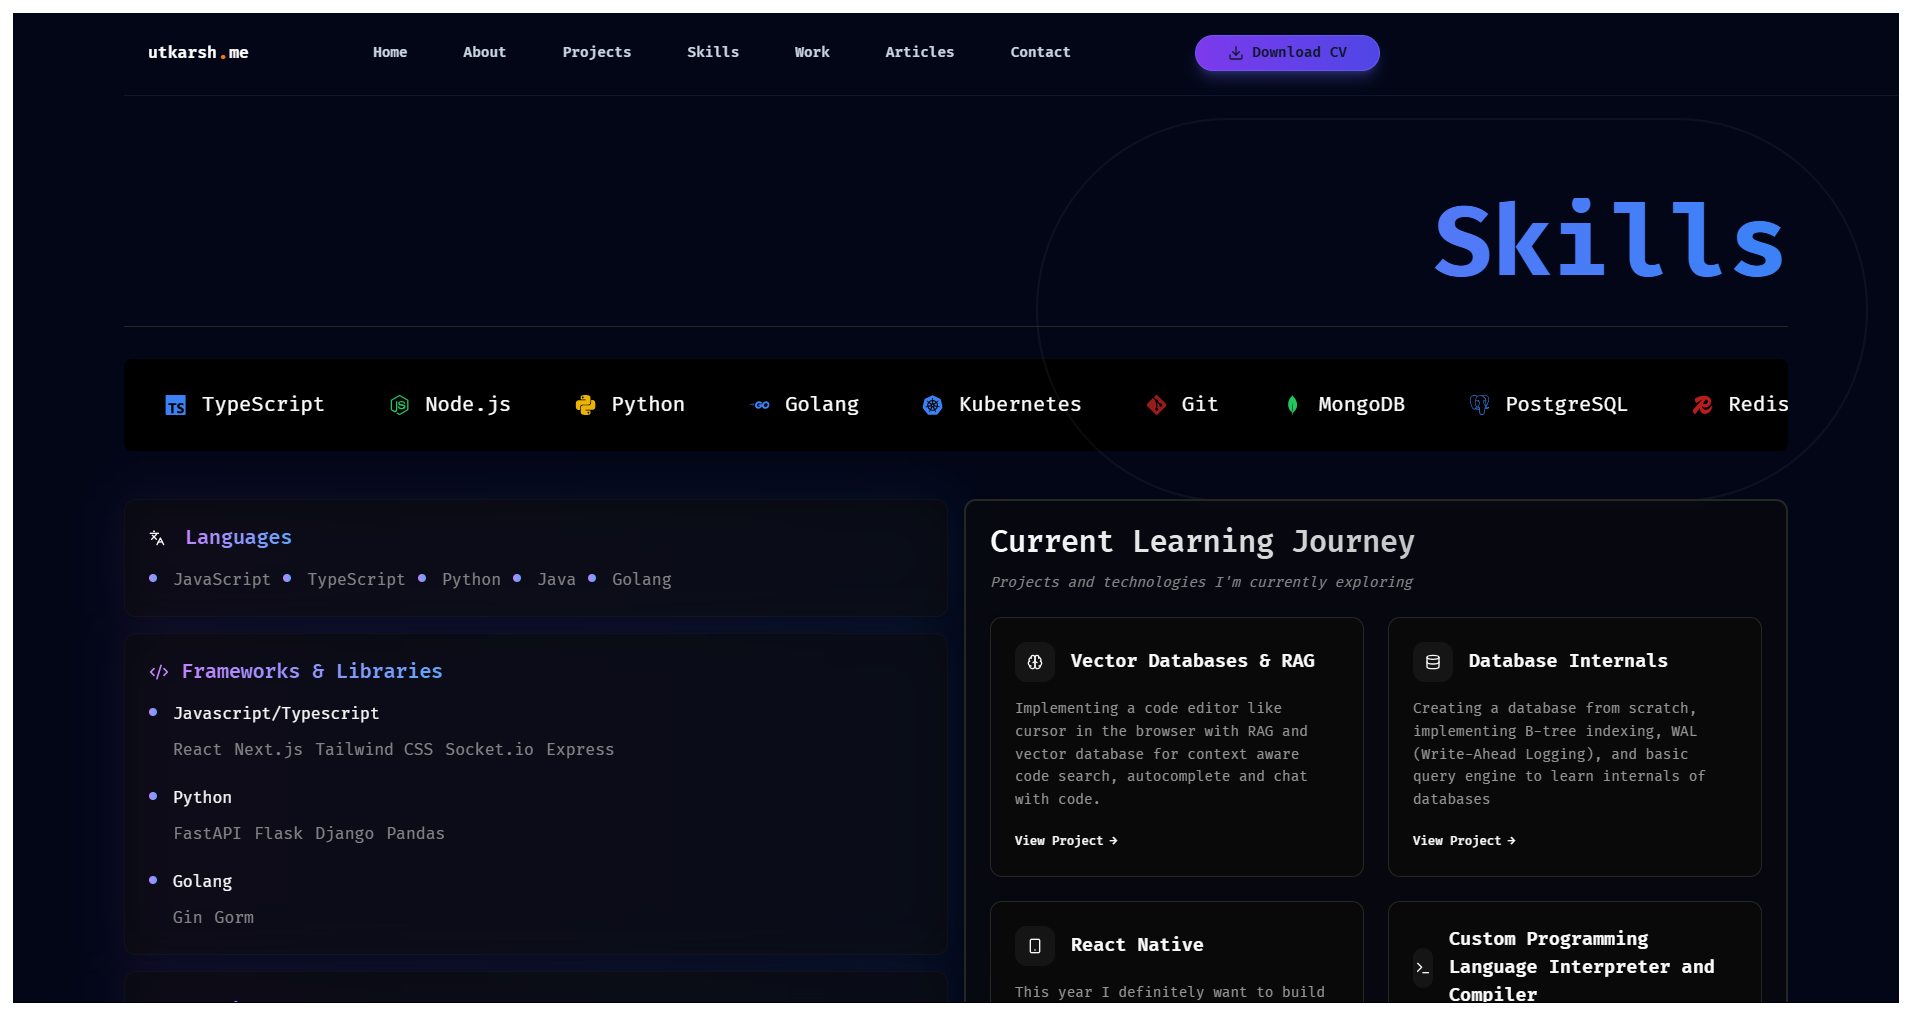 utkarsh.me
Home About Projects Skills Work Articles Contact
Download CV
Skills
TypeScript Node.js Python Golang Kubernetes Git MongoDB PostgreSQL Redis
Languages
JavaScript TypeScript Python Java Golang
Frameworks & Libraries
Javascript/Typescript
React Next.js Tailwind CSS Socket.io Express
Python
FastAPI Flask Django Pandas
Golang
Gin Gorm
Current Learning Journey
Projects and technologies I'm currently exploring
Vector Databases & RAG
Implementing a code editor like
cursor in the browser with RAG and
vector database for context aware
code search, autocomplete and chat
with code.
View Project →
Database Internals
Creating a database from scratch,
implementing B-tree indexing, WAL
(Write-Ahead Logging), and basic
query engine to learn internals of
databases
View Project →
React Native
This year I definitely want to build
Custom Programming
Language Interpreter and
Compiler